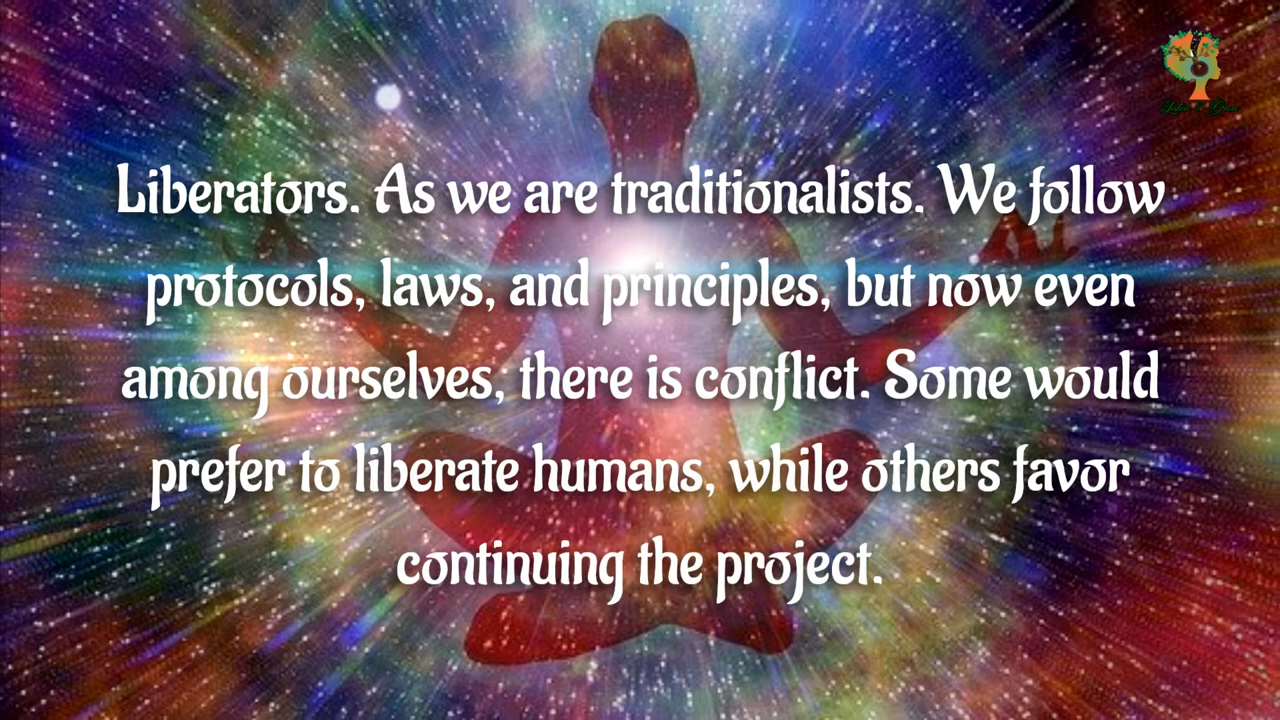 Liberators. As we are traditionalists. We follow
protocols, laws, and principles, but now even
among ourselves, there is conflict. Some would
prefer to liberate humans, while others favor
continuing the project.